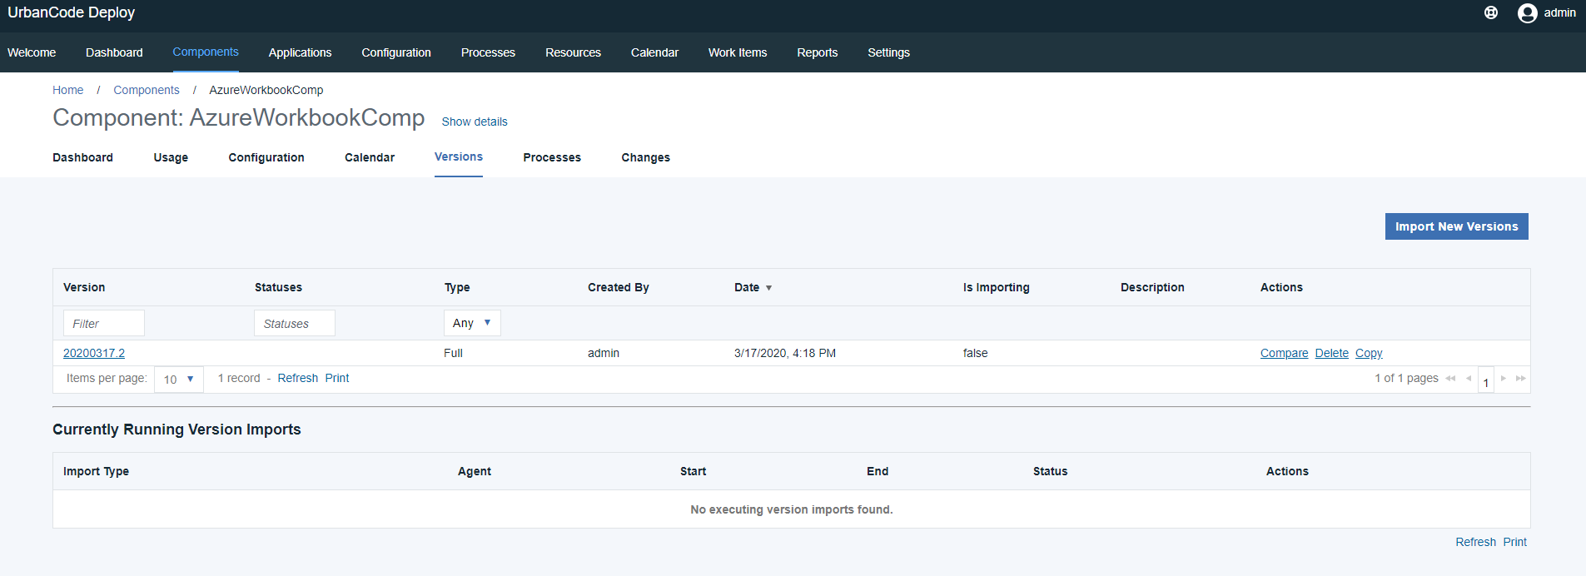 UrbanCode Deploy
admin
Welcome Dashboard Components Applications Configuration Processes Resources Calendar Work Items Reports Settings
Home / Components / AzureWorkbookComp
Component: AzureWorkbookComp Show details
Dashboard Usage Configuration Calendar Versions Processes Changes
Import New Versions
Version Statuses Type Created By Date Is Importing Description Actions
Filter Statuses Any
20200317.2 Full admin 3/17/2020, 4:18 PM false Compare Delete Copy
Items per page: 10 1 record - Refresh Print 1 of 1 pages 1
Currently Running Version Imports
Import Type Agent Start End Status Actions
No executing version imports found.
Refresh Print